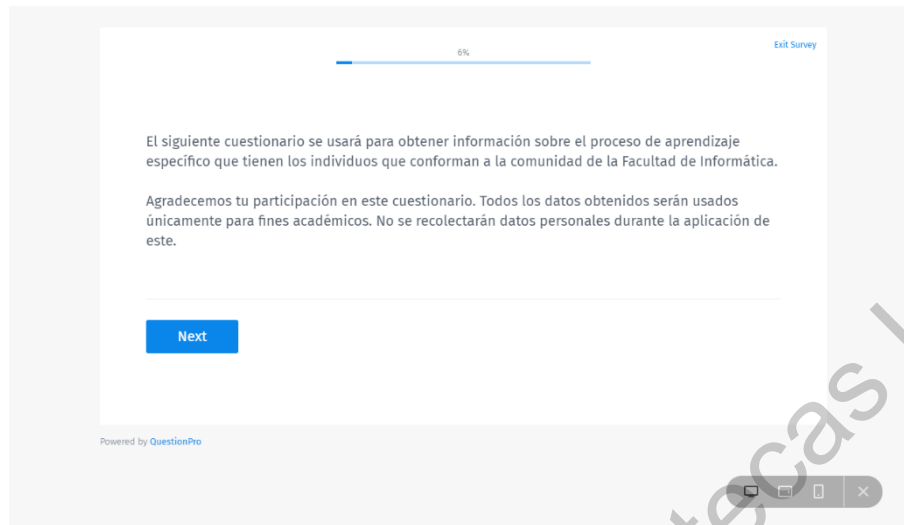 6%
Exit Survey
El siguiente cuestionario se usará para obtener información sobre el proceso de aprendizaje
específico que tienen los individuos que conforman a la comunidad de la Facultad de Informática.
Agradecemos tu participación en este cuestionario. Todos los datos obtenidos serán usados
únicamente para fines académicos. No se recolectarán datos personales durante la aplicación de
este.
Next
Powered by QuestionPro